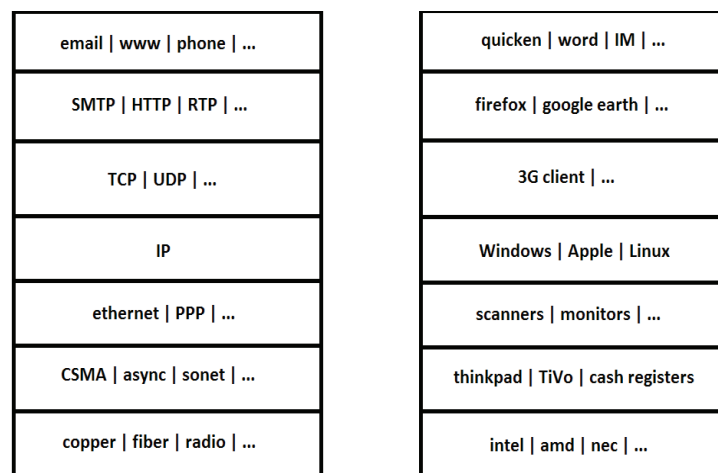 email | www | phone | ...
SMTP | HTTP | RTP | ...
TCP | UDP | ...
IP
ethernet | PPP | ...
CSMA | async | sonet | ...
copper | fiber | radio | ...
quicken | word | IM | ...
firefox | google earth | ...
3G client | ...
Windows | Apple | Linux
scanners | monitors | ...
thinkpad | TiVo | cash registers
intel | amd | nec | ...